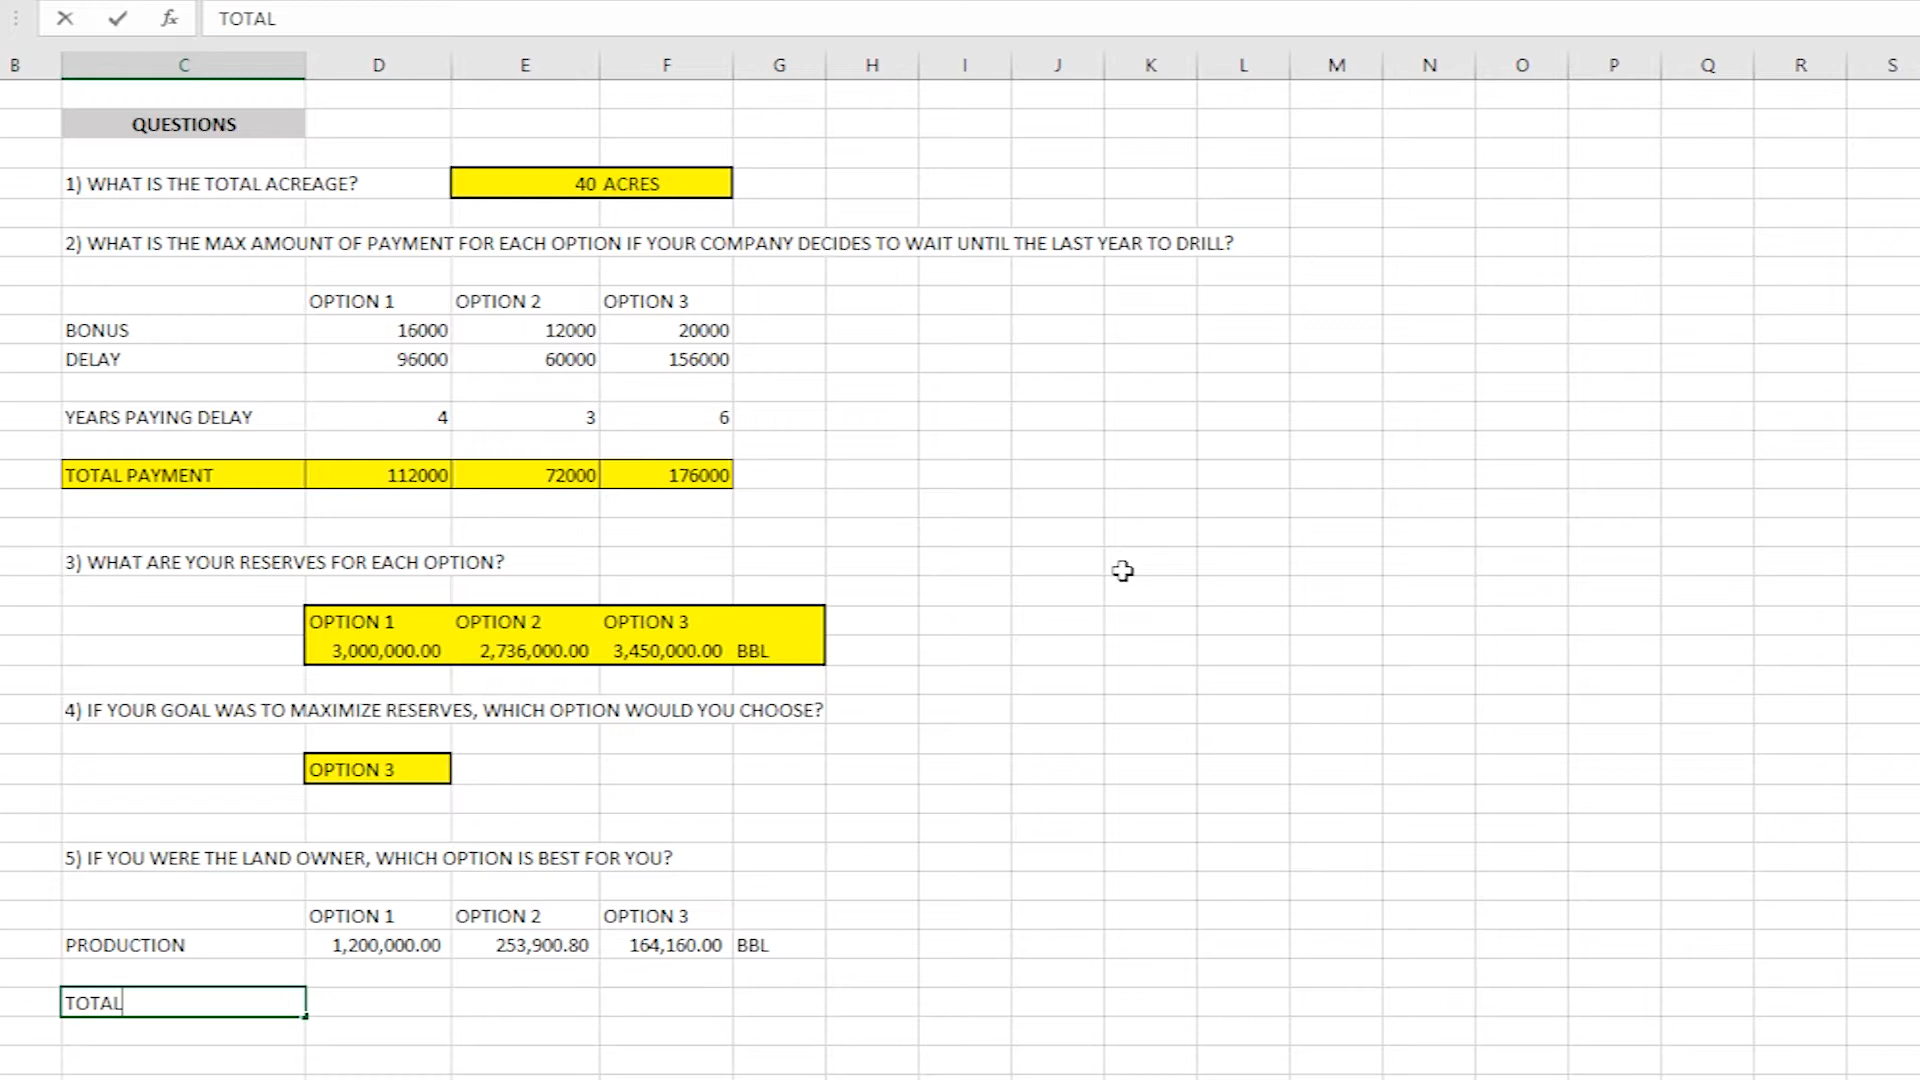 TOTAL
B C D E F G H I J K L M N O P Q R S
QUESTIONS
1) WHAT IS THE TOTAL ACREAGE? 40 ACRES
2) WHAT IS THE MAX AMOUNT OF PAYMENT FOR EACH OPTION IF YOUR COMPANY DECIDES TO WAIT UNTIL THE LAST YEAR TO DRILL?
OPTION 1 OPTION 2 OPTION 3
BONUS 16000 12000 20000
DELAY 96000 60000 156000
YEARS PAYING DELAY 4 3 6
TOTAL PAYMENT 112000 72000 176000
3) WHAT ARE YOUR RESERVES FOR EACH OPTION?
OPTION 1 OPTION 2 OPTION 3
3,000,000.00 2,736,000.00 3,450,000.00 BBL
4) IF YOUR GOAL WAS TO MAXIMIZE RESERVES, WHICH OPTION WOULD YOU CHOOSE?
OPTION 3
5) IF YOU WERE THE LAND OWNER, WHICH OPTION IS BEST FOR YOU?
OPTION 1 OPTION 2 OPTION 3
PRODUCTION 1,200,000.00 253,900.80 164,160.00 BBL
TOTAL